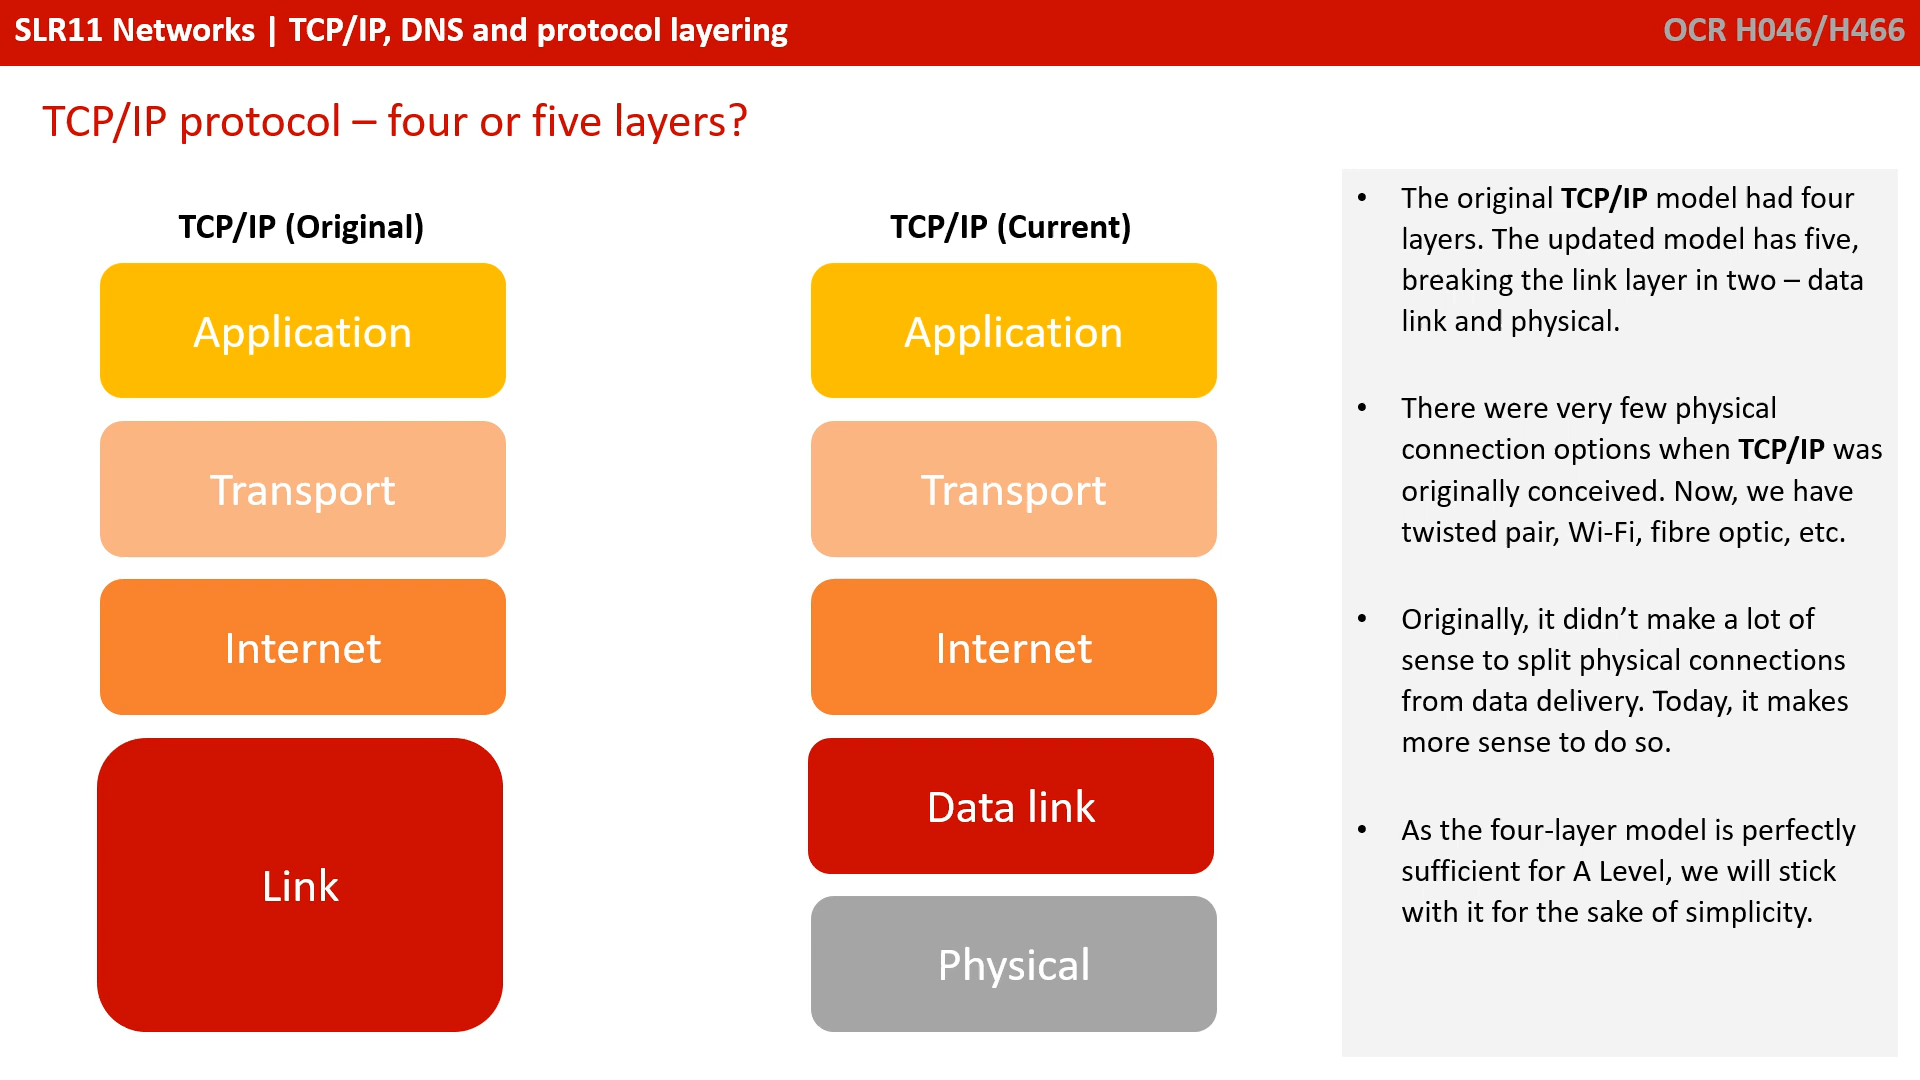 SLR11 Networks | TCP/IP, DNS and protocol layering
OCR H046/H466
TCP/IP protocol – four or five layers?
TCP/IP (Original)
Application
Transport
Internet
Link
TCP/IP (Current)
Application
Transport
Internet
Data link
Physical
• The original TCP/IP model had four
layers. The updated model has five,
breaking the link layer in two – data
link and physical.
• There were very few physical
connection options when TCP/IP was
originally conceived. Now, we have
twisted pair, Wi-Fi, fibre optic, etc.
• Originally, it didn’t make a lot of
sense to split physical connections
from data delivery. Today, it makes
more sense to do so.
• As the four-layer model is perfectly
sufficient for A Level, we will stick
with it for the sake of simplicity.